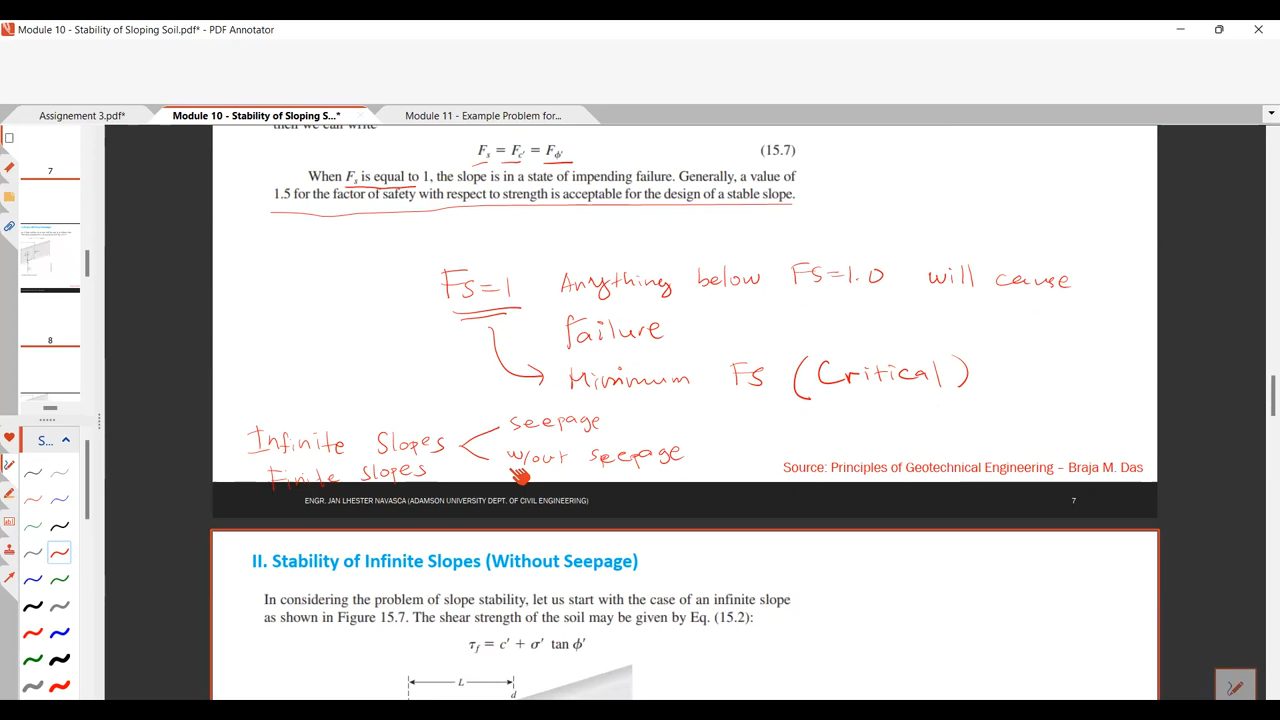 Module 10 - Stability of Sloping Soil.pdf* - PDF Annotator
Assignement 3.pdf*
Module 10 - Stability of Sloping S...*
Module 11 - Example Problem for...
7
8
S...
then we can write
Fs = Fc′ = Fϕ′ (15.7)
When Fs is equal to 1, the slope is in a state of impending failure. Generally, a value of
1.5 for the factor of safety with respect to strength is acceptable for the design of a stable slope.
FS=1 Anything below FS=1.0 will cause
failure
Minimum FS (Critical)
seepage
Infinite Slopes
w/out seepage
Finite slopes
Source: Principles of Geotechnical Engineering – Braja M. Das
ENGR. JAN LHESTER NAVASCA (ADAMSON UNIVERSITY DEPT. OF CIVIL ENGINEERING) 7
II. Stability of Infinite Slopes (Without Seepage)
In considering the problem of slope stability, let us start with the case of an infinite slope
as shown in Figure 15.7. The shear strength of the soil may be given by Eq. (15.2):
τf = c′ + σ′ tan ϕ′
L
d